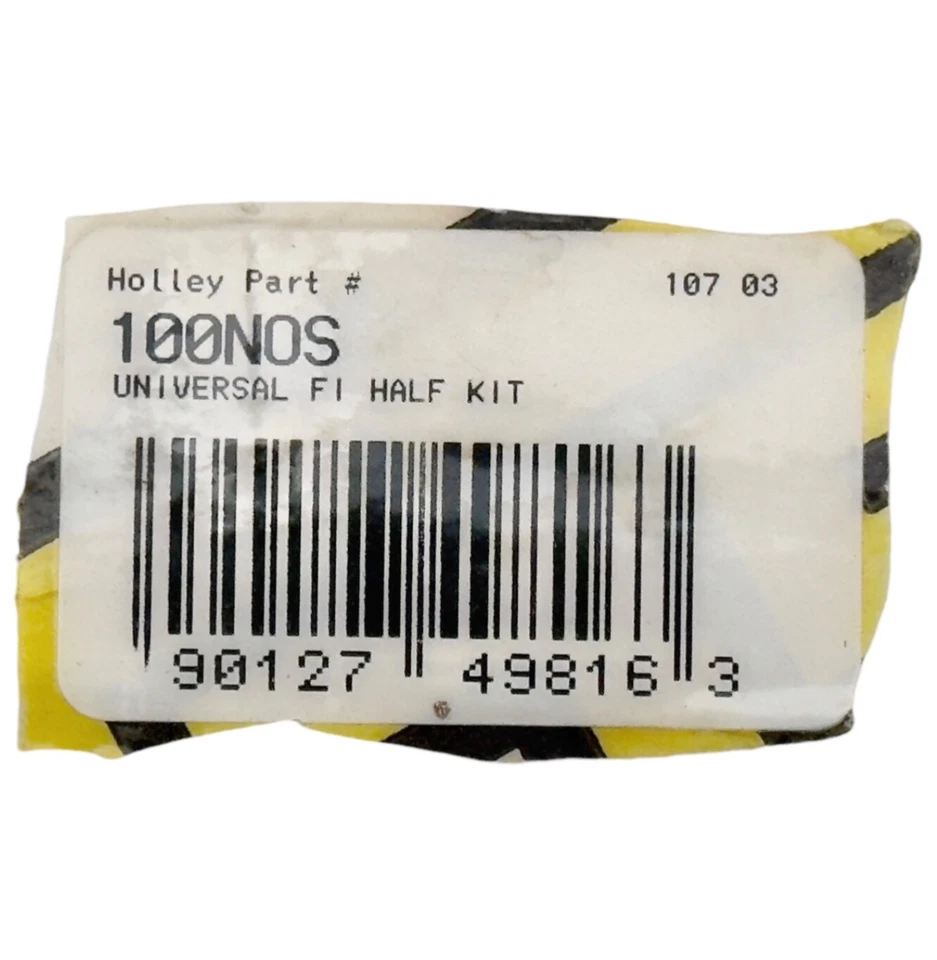 Holley Part # 107 03
100NOS
UNIVERSAL FI HALF KIT
90127 49816 3